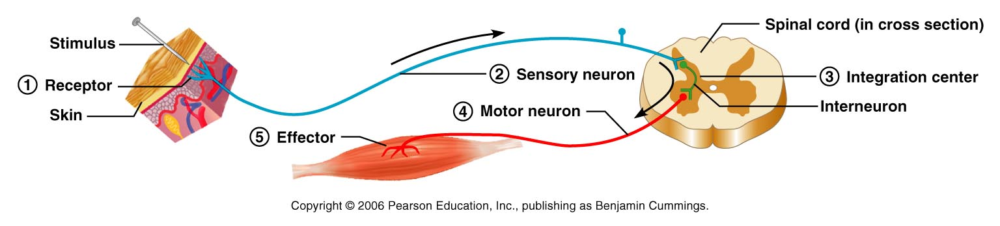 Stimulus
① Receptor
Skin
② Sensory neuron
Spinal cord (in cross section)
③ Integration center
Interneuron
④ Motor neuron
⑤ Effector
Copyright © 2006 Pearson Education, Inc., publishing as Benjamin Cummings.